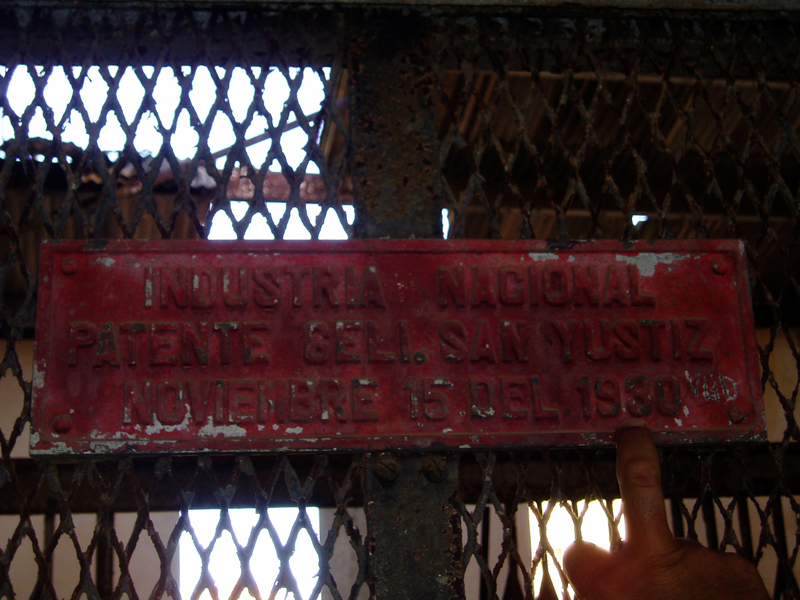 INDUSTRIA NACIONAL
PATENTE GELI. SAN YUSTIZ
NOVIEMBRE 15 DEL 1930